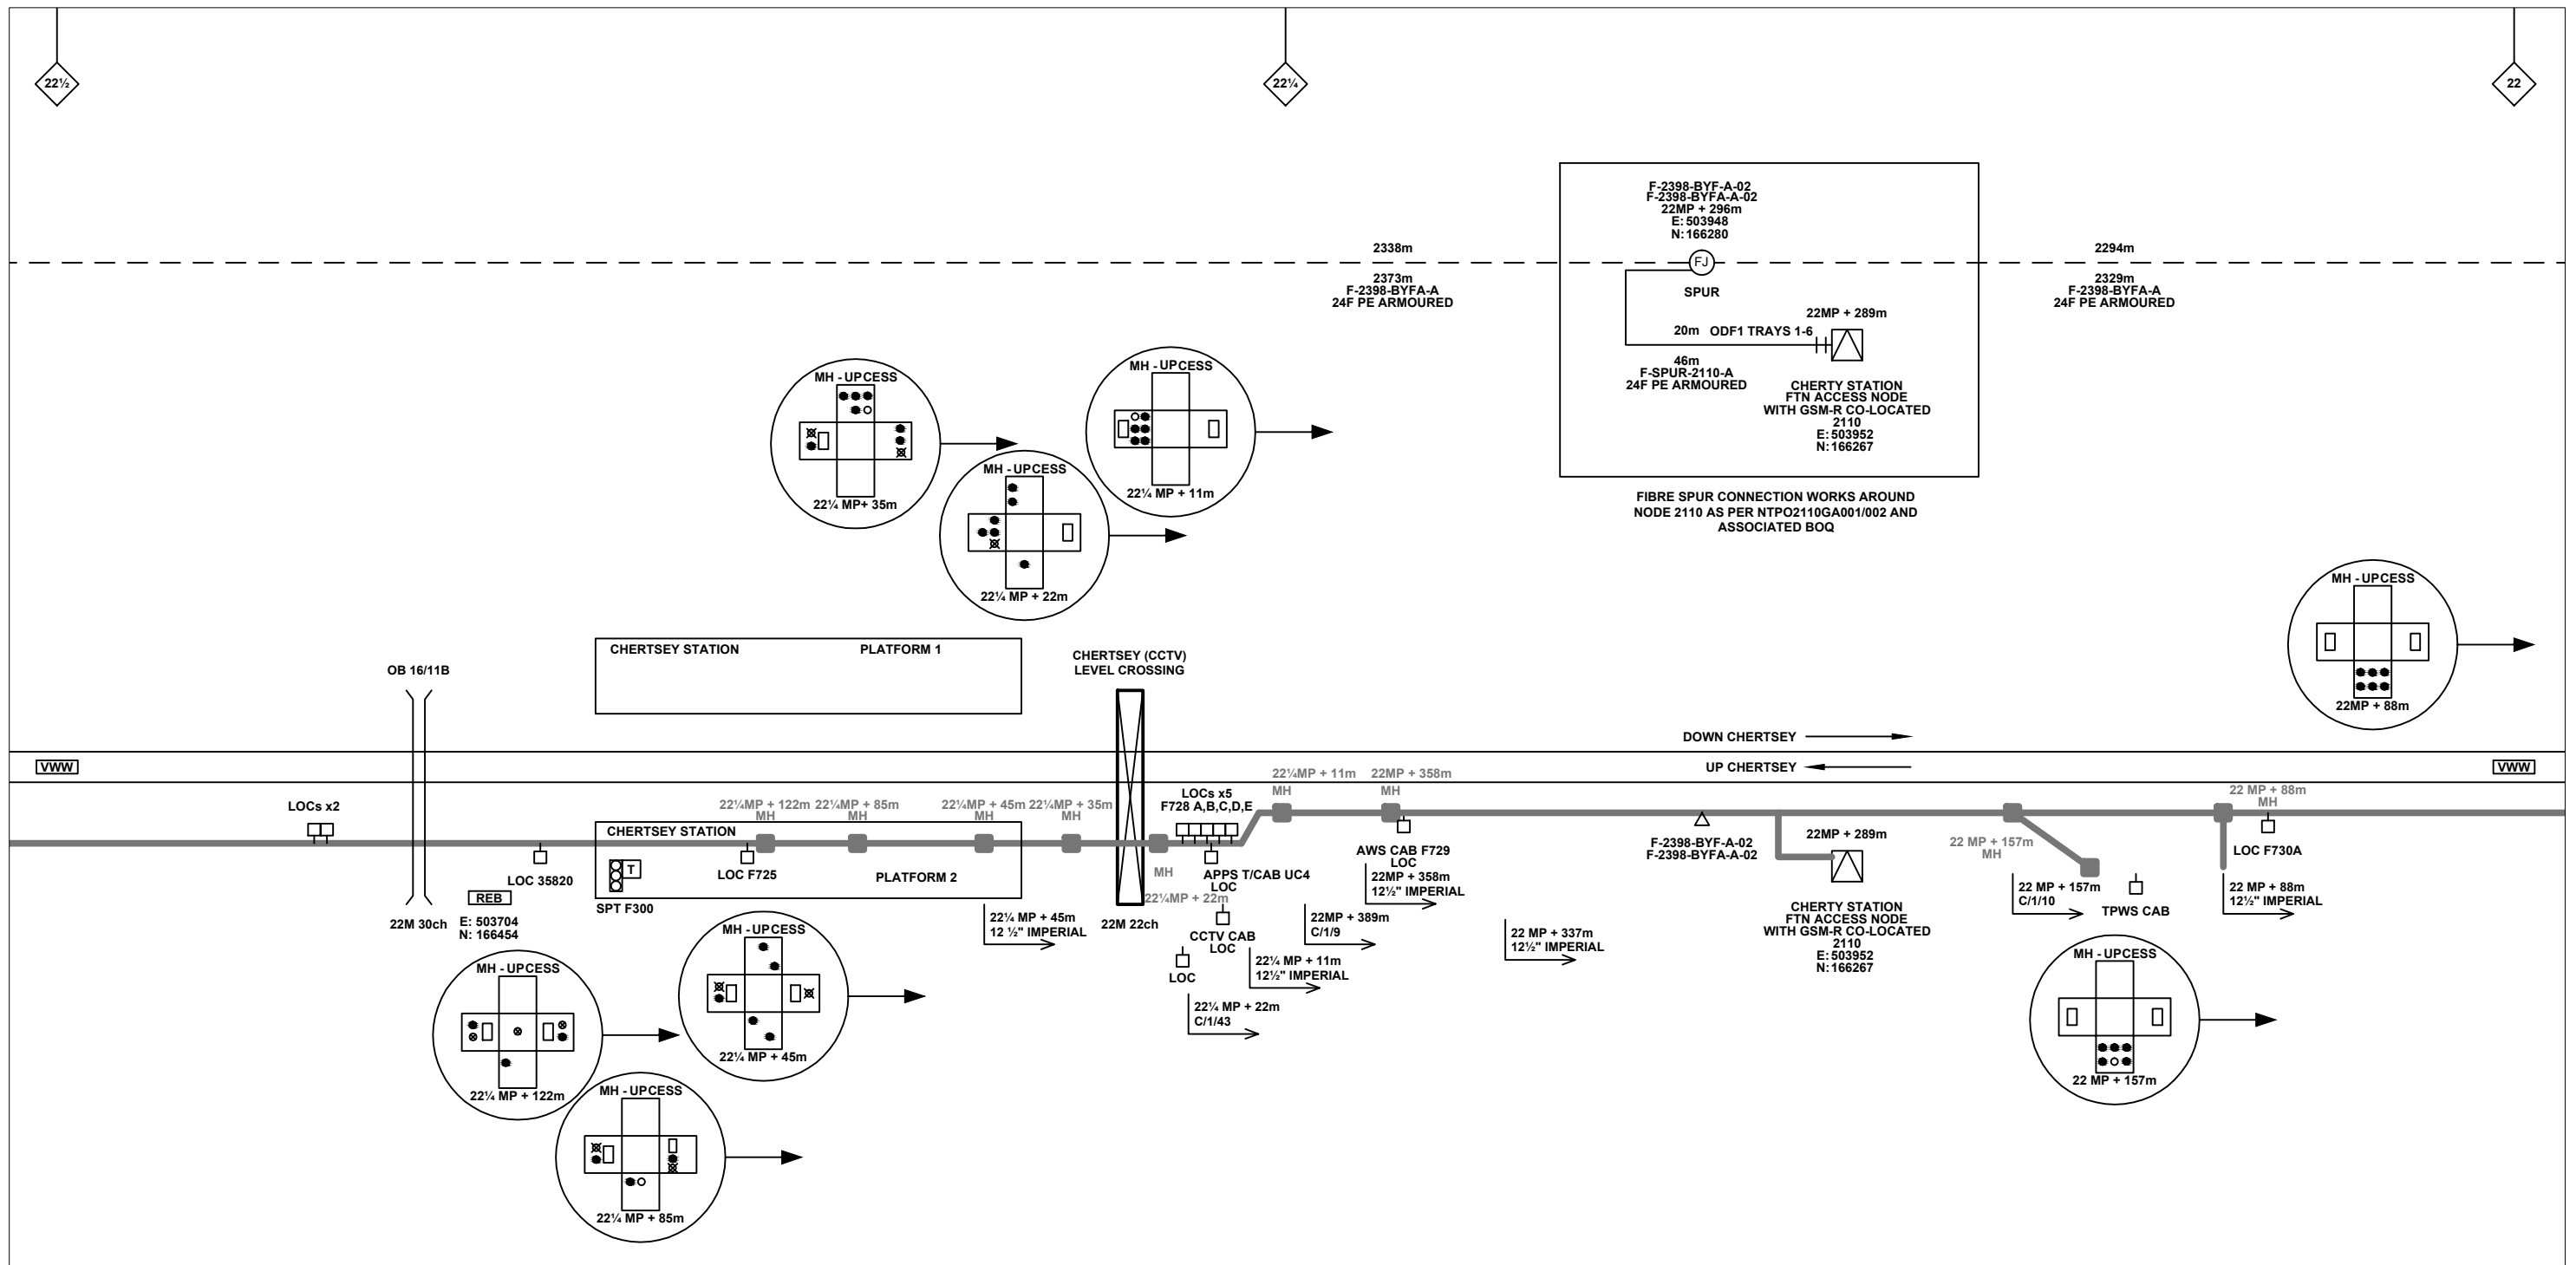 22½
22¼
22
F-2398-BYF-A-02
F-2398-BYFA-A-02
22MP + 296m
E: 503948
N: 166280
2338m
2294m
FJ
2373m
F-2398-BYFA-A
24F PE ARMOURED
2329m
F-2398-BYFA-A
24F PE ARMOURED
SPUR
22MP + 289m
20m ODF1 TRAYS 1-6
46m
F-SPUR-2110-A
24F PE ARMOURED
CHERTY STATION
FTN ACCESS NODE
WITH GSM-R CO-LOCATED
2110
E: 503952
N: 166267
FIBRE SPUR CONNECTION WORKS AROUND
NODE 2110 AS PER NTPO2110GA001/002 AND
ASSOCIATED BOQ
MH - UPCESS
22¼ MP+ 35m
MH - UPCESS
22¼ MP + 11m
MH - UPCESS
22¼ MP + 22m
MH - UPCESS
22MP + 88m
CHERTSEY STATION PLATFORM 1
OB 16/11B
CHERTSEY (CCTV)
LEVEL CROSSING
DOWN CHERTSEY
UP CHERTSEY
VWW
VWW
LOCs x2
22¼MP + 122m
MH
22¼MP + 85m
MH
22¼MP + 45m
MH
22¼MP + 35m
MH
LOCs x5
F728 A,B,C,D,E
22¼MP + 11m
MH
22MP + 358m
MH
22 MP + 88m
MH
CHERTSEY STATION
LOC 35820
REB
E: 503704
N: 166454
22M 30ch
T
SPT F300
LOC F725
PLATFORM 2
22¼ MP + 45m
12 ½" IMPERIAL
22M 22ch
MH
22¼MP + 22m
APPS T/CAB UC4
LOC
CCTV CAB
LOC
LOC
22¼ MP + 22m
C/1/43
22¼ MP + 11m
12½" IMPERIAL
22MP + 389m
C/1/9
AWS CAB F729
LOC
22MP + 358m
12½" IMPERIAL
22 MP + 337m
12½" IMPERIAL
F-2398-BYF-A-02
F-2398-BYFA-A-02
22MP + 289m
CHERTY STATION
FTN ACCESS NODE
WITH GSM-R CO-LOCATED
2110
E: 503952
N: 166267
22 MP + 157m
MH
22 MP + 157m
C/1/10
TPWS CAB
LOC F730A
22 MP + 88m
12½" IMPERIAL
MH - UPCESS
22¼ MP + 122m
MH - UPCESS
22¼ MP + 45m
MH - UPCESS
22¼ MP + 85m
MH - UPCESS
22 MP + 157m